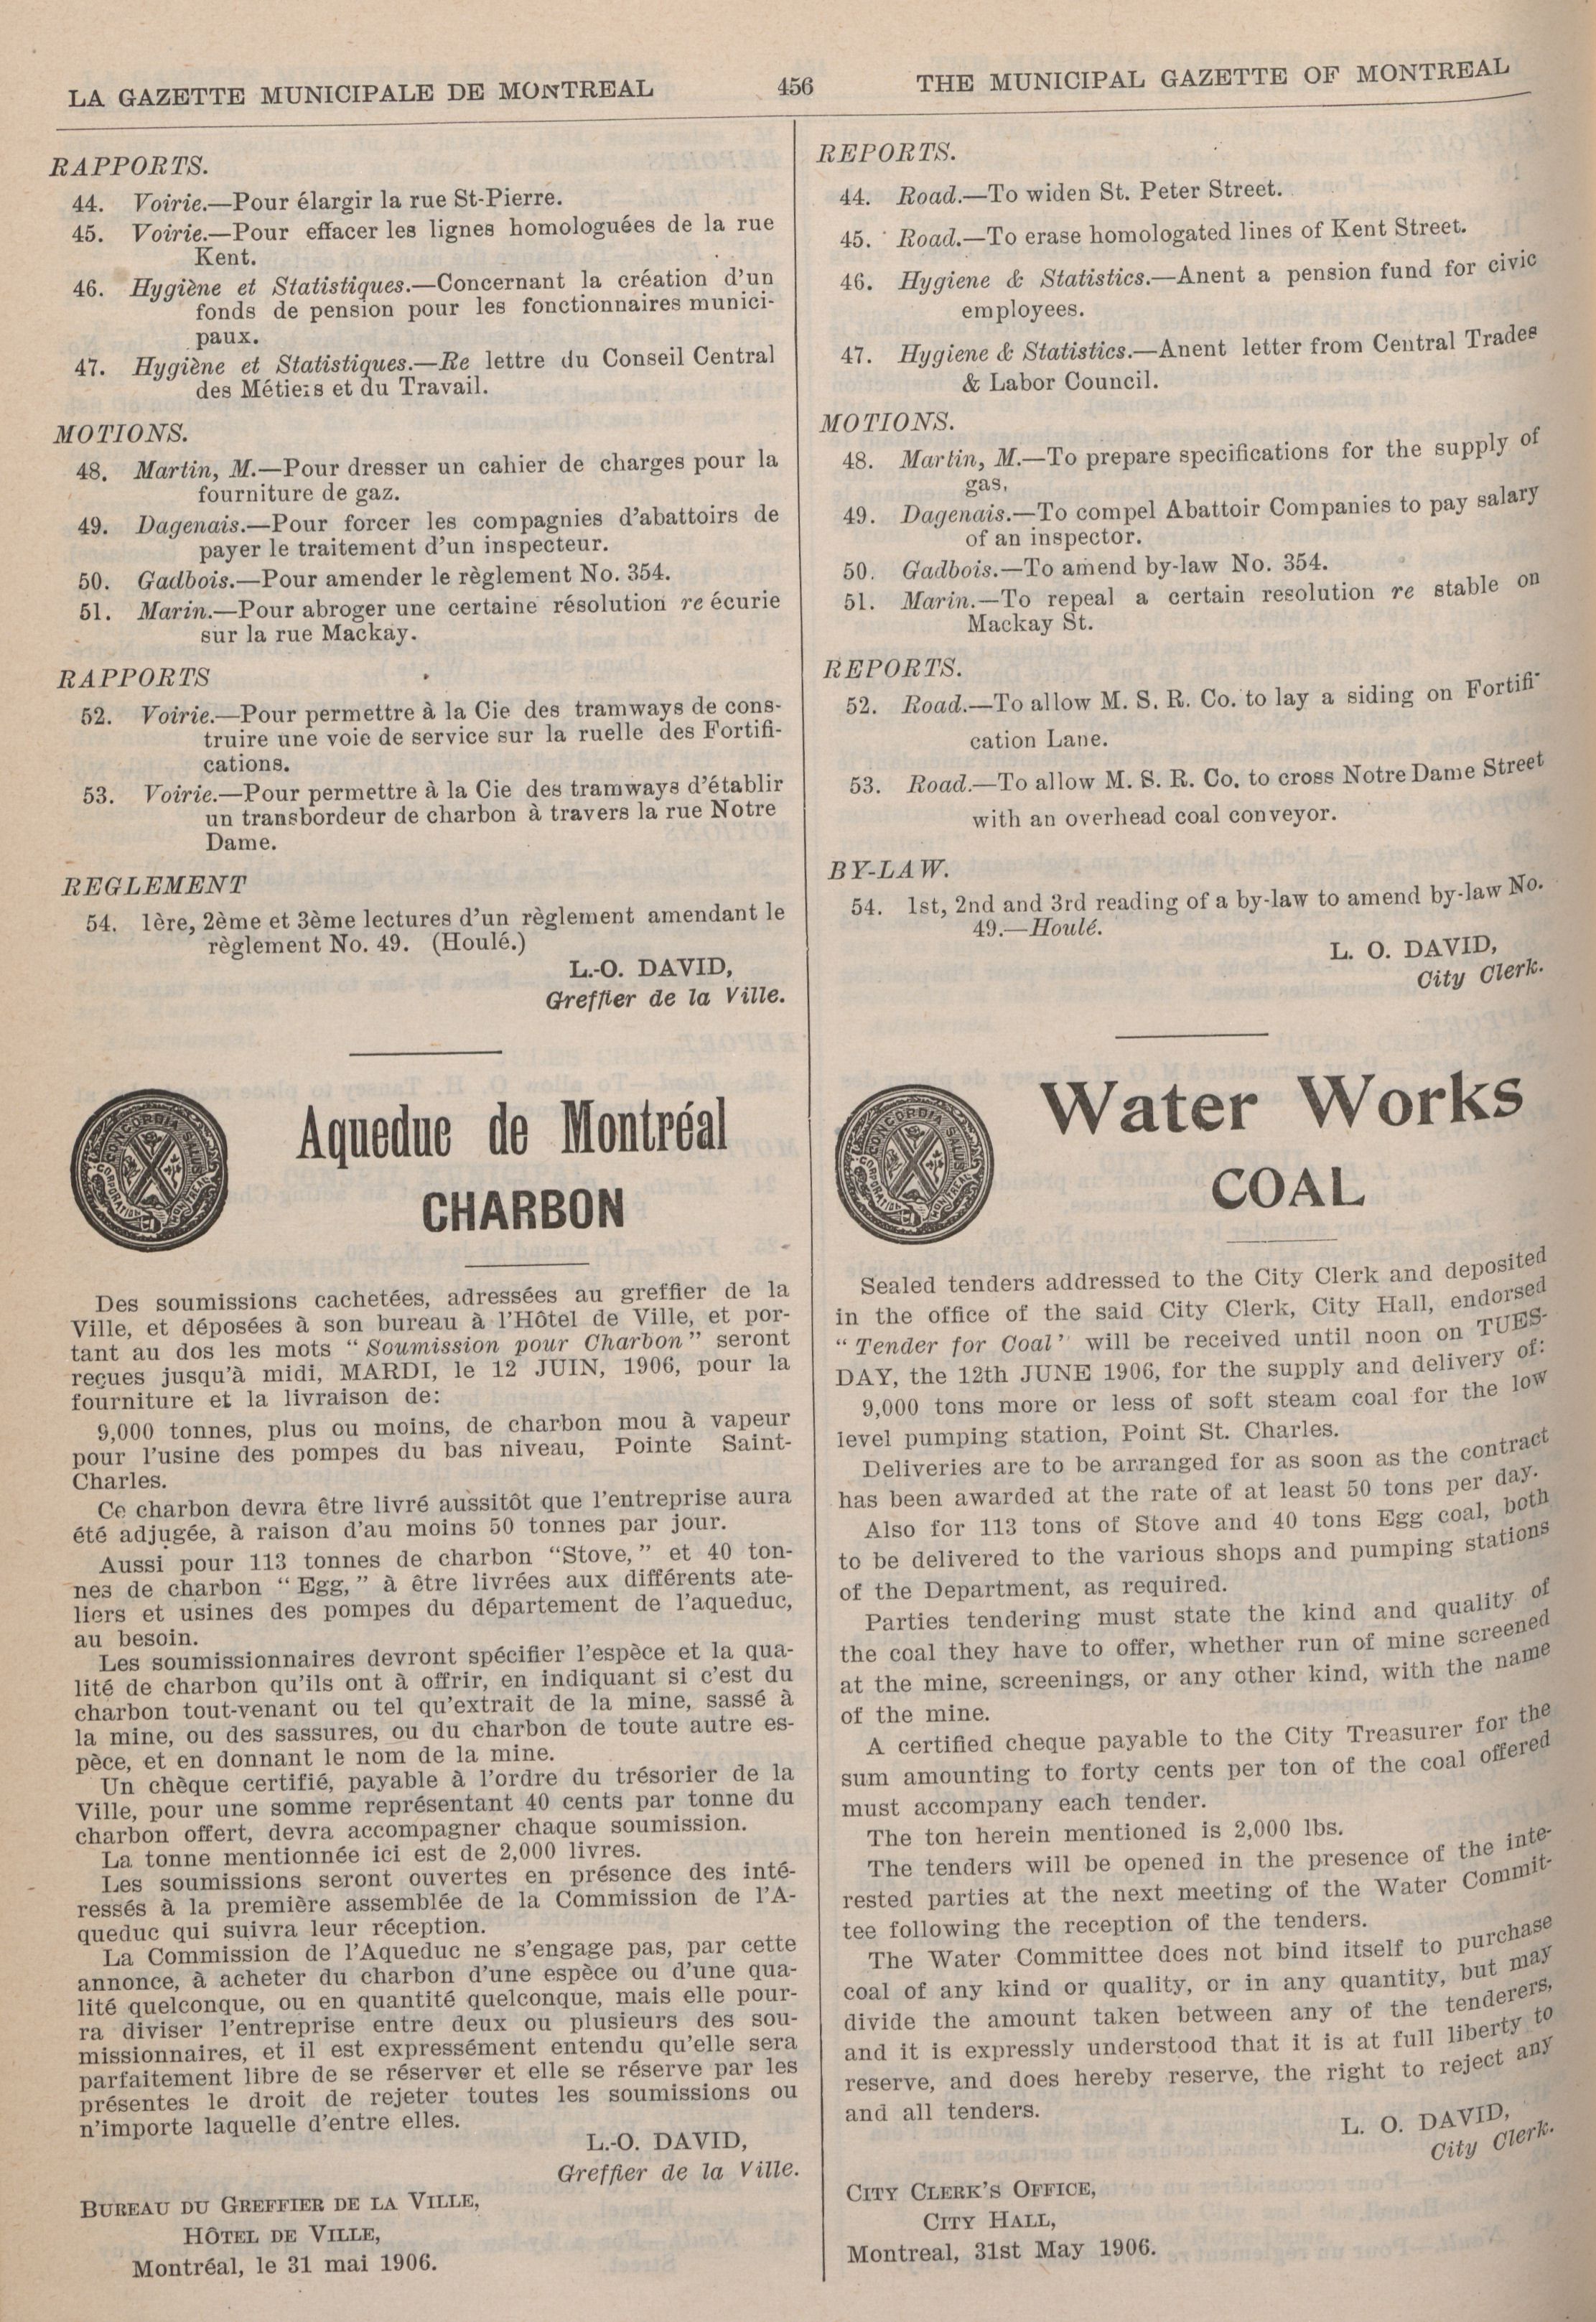 LA GAZETTE MUNICIPALE DE MONTREAL 456 THE MUNICIPAL GAZETTE OF MONTREAL
RAPPORTS.
44. Voirie.—Pour élargir la rue St-Pierre.
45. Voirie.—Pour effacer les lignes homologuées de la rue
Kent.
46. Hygiène et Statistiques.—Concernant la création d'un
fonds de pension pour les fonctionnaires munici-
paux.
47. Hygiène et Statistiques.—Re lettre du Conseil Central
des Métiers et du Travail.
MOTIONS.
48. Martin, M.—Pour dresser un cahier de charges pour la
fourniture de gaz.
49. Dagenais.—Pour forcer les compagnies d'abattoirs de
payer le traitement d'un inspecteur.
50. Gadbois.—Pour amender le règlement No. 354.
51. Marin.—Pour abroger une certaine résolution re écurie
sur la rue Mackay.
RAPPORTS
52. Voirie.—Pour permettre à la Cie des tramways de cons-
truire une voie de service sur la ruelle des Fortifi-
cations.
53. Voirie.—Pour permettre à la Cie des tramways d'établir
un transbordeur de charbon à travers la rue Notre
Dame.
REGLEMENT
54. 1ère, 2ème et 3ème lectures d'un règlement amendant le
règlement No. 49. (Houlé.)
L.-O. DAVID,
Greffier de la Ville.
CONCORDIA SALUS
CORPORATION MONTREAL
Aqueduc de Montréal
CHARBON
Des soumissions cachetées, adressées au greffier de la
Ville, et déposées à son bureau à l'Hôtel de Ville, et por-
tant au dos les mots "Soumission pour Charbon" seront
reçues jusqu'à midi, MARDI, le 12 JUIN, 1906, pour la
fourniture et la livraison de:
9,000 tonnes, plus ou moins, de charbon mou à vapeur
pour l'usine des pompes du bas niveau, Pointe Saint-
Charles.
Ce charbon devra être livré aussitôt que l'entreprise aura
été adjugée, à raison d'au moins 50 tonnes par jour.
Aussi pour 113 tonnes de charbon "Stove," et 40 ton-
nes de charbon "Egg," à être livrées aux différents ate-
liers et usines des pompes du département de l'aqueduc,
au besoin.
Les soumissionnaires devront spécifier l'espèce et la qua-
lité de charbon qu'ils ont à offrir, en indiquant si c'est du
charbon tout-venant ou tel qu'extrait de la mine, sassé à
la mine, ou des sassures, ou du charbon de toute autre es-
pèce, et en donnant le nom de la mine.
Un chèque certifié, payable à l'ordre du trésorier de la
Ville, pour une somme représentant 40 cents par tonne du
charbon offert, devra accompagner chaque soumission.
La tonne mentionnée ici est de 2,000 livres.
Les soumissions seront ouvertes en présence des inté-
ressés à la première assemblée de la Commission de l'A-
queduc qui suivra leur réception.
La Commission de l'Aqueduc ne s'engage pas, par cette
annonce, à acheter du charbon d'une espèce ou d'une qua-
lité quelconque, ou en quantité quelconque, mais elle pour-
ra diviser l'entreprise entre deux ou plusieurs des sou-
missionnaires, et il est expressément entendu qu'elle sera
parfaitement libre de se réserver et elle se réserve par les
présentes le droit de rejeter toutes les soumissions ou
n'importe laquelle d'entre elles.
L.-O. DAVID,
Greffier de la Ville.
BUREAU DU GREFFIER DE LA VILLE,
HÔTEL DE VILLE,
Montréal, le 31 mai 1906.
REPORTS.
44. Road.—To widen St. Peter Street.
45. Road.—To erase homologated lines of Kent Street.
46. Hygiene & Statistics.—Anent a pension fund for civic
employees.
47. Hygiene & Statistics.—Anent letter from Central Trades
& Labor Council.
MOTIONS.
48. Martin, M.—To prepare specifications for the supply of
gas.
49. Dagenais.—To compel Abattoir Companies to pay salary
of an inspector.
50. Gadbois.—To amend by-law No. 354.
51. Marin.—To repeal a certain resolution re stable on
Mackay St.
REPORTS.
52. Road.—To allow M. S. R. Co. to lay a siding on Fortifi-
cation Lane.
53. Road.—To allow M. S. R. Co. to cross Notre Dame Street
with an overhead coal conveyor.
BY-LAW.
54. 1st, 2nd and 3rd reading of a by-law to amend by-law No.
49.—Houlé.
L. O. DAVID,
City Clerk.
CONCORDIA SALUS
CORPORATION MONTREAL
Water Works
COAL
Sealed tenders addressed to the City Clerk and deposited
in the office of the said City Clerk, City Hall, endorsed
"Tender for Coal" will be received until noon on TUES-
DAY, the 12th JUNE 1906, for the supply and delivery of:
9,000 tons more or less of soft steam coal for the low
level pumping station, Point St. Charles.
Deliveries are to be arranged for as soon as the contract
has been awarded at the rate of at least 50 tons per day.
Also for 113 tons of Stove and 40 tons Egg coal, both
to be delivered to the various shops and pumping stations
of the Department, as required.
Parties tendering must state the kind and quality of
the coal they have to offer, whether run of mine screened
at the mine, screenings, or any other kind, with the name
of the mine.
A certified cheque payable to the City Treasurer for the
sum amounting to forty cents per ton of the coal offered
must accompany each tender.
The ton herein mentioned is 2,000 lbs.
The tenders will be opened in the presence of the inte-
rested parties at the next meeting of the Water Commit-
tee following the reception of the tenders.
The Water Committee does not bind itself to purchase
coal of any kind or quality, or in any quantity, but may
divide the amount taken between any of the tenderers,
and it is expressly understood that it is at full liberty to
reserve, and does hereby reserve, the right to reject any
and all tenders.
L. O. DAVID,
City Clerk.
CITY CLERK'S OFFICE,
CITY HALL,
Montreal, 31st May 1906.